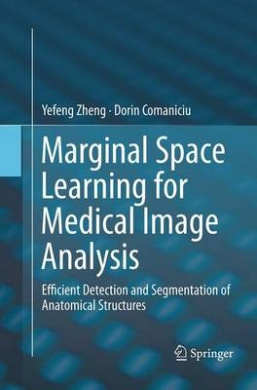 Yefeng Zheng · Dorin Comaniciu
Marginal Space
Learning for
Medical Image
Analysis
Efficient Detection and Segmentation of
Anatomical Structures
Springer